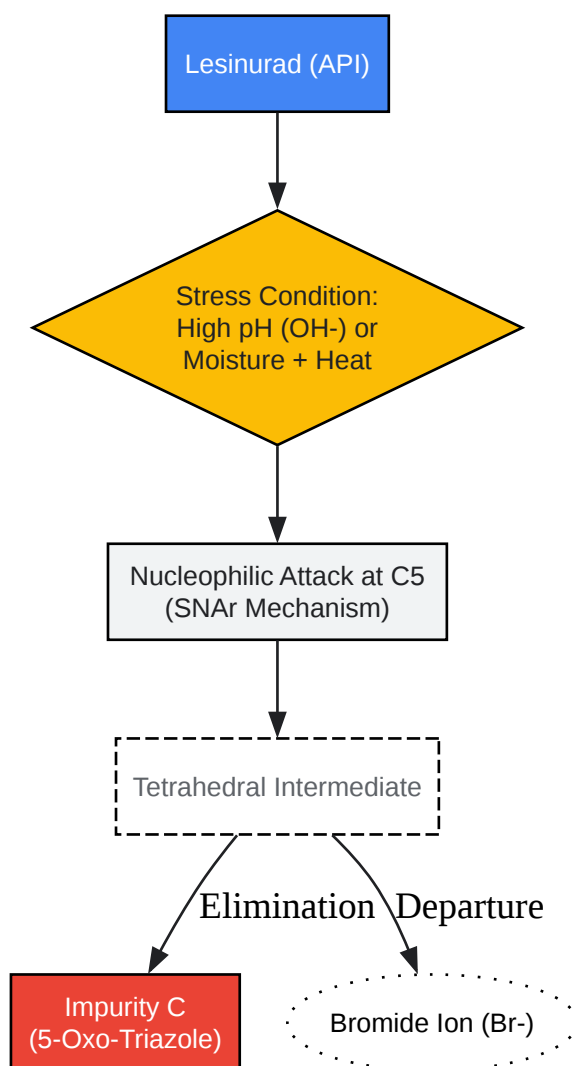 Lesinurad (API)
Stress Condition:
High pH (OH-) or
Moisture + Heat
Nucleophilic Attack at C5
(SNAr Mechanism)
Tetrahedral Intermediate
Elimination
Departure
Impurity C
(5-Oxo-Triazole)
Bromide Ion (Br-)